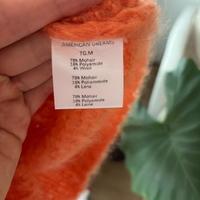 AMERICAN DREAMS
TG.M
78% Mohair
18% Polyamide
4% Wool
78% Mohair
18% Poliammide
4% Lana
78% Mohair
18% Poliamida
4% Lana